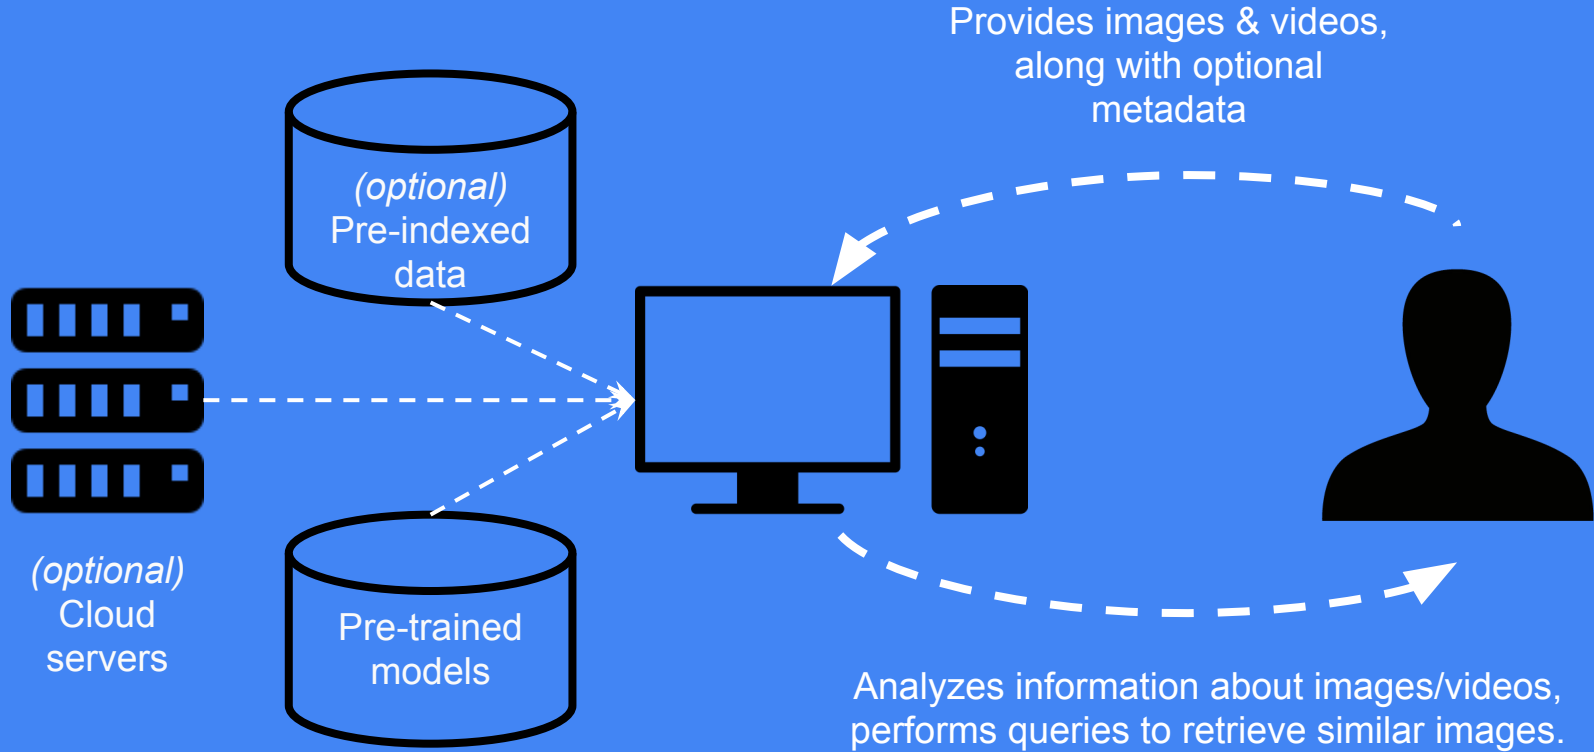 Provides images & videos,
along with optional
metadata
(optional)
Pre-indexed
data
(optional)
Cloud
servers
Pre-trained
models
Analyzes information about images/videos,
performs queries to retrieve similar images.